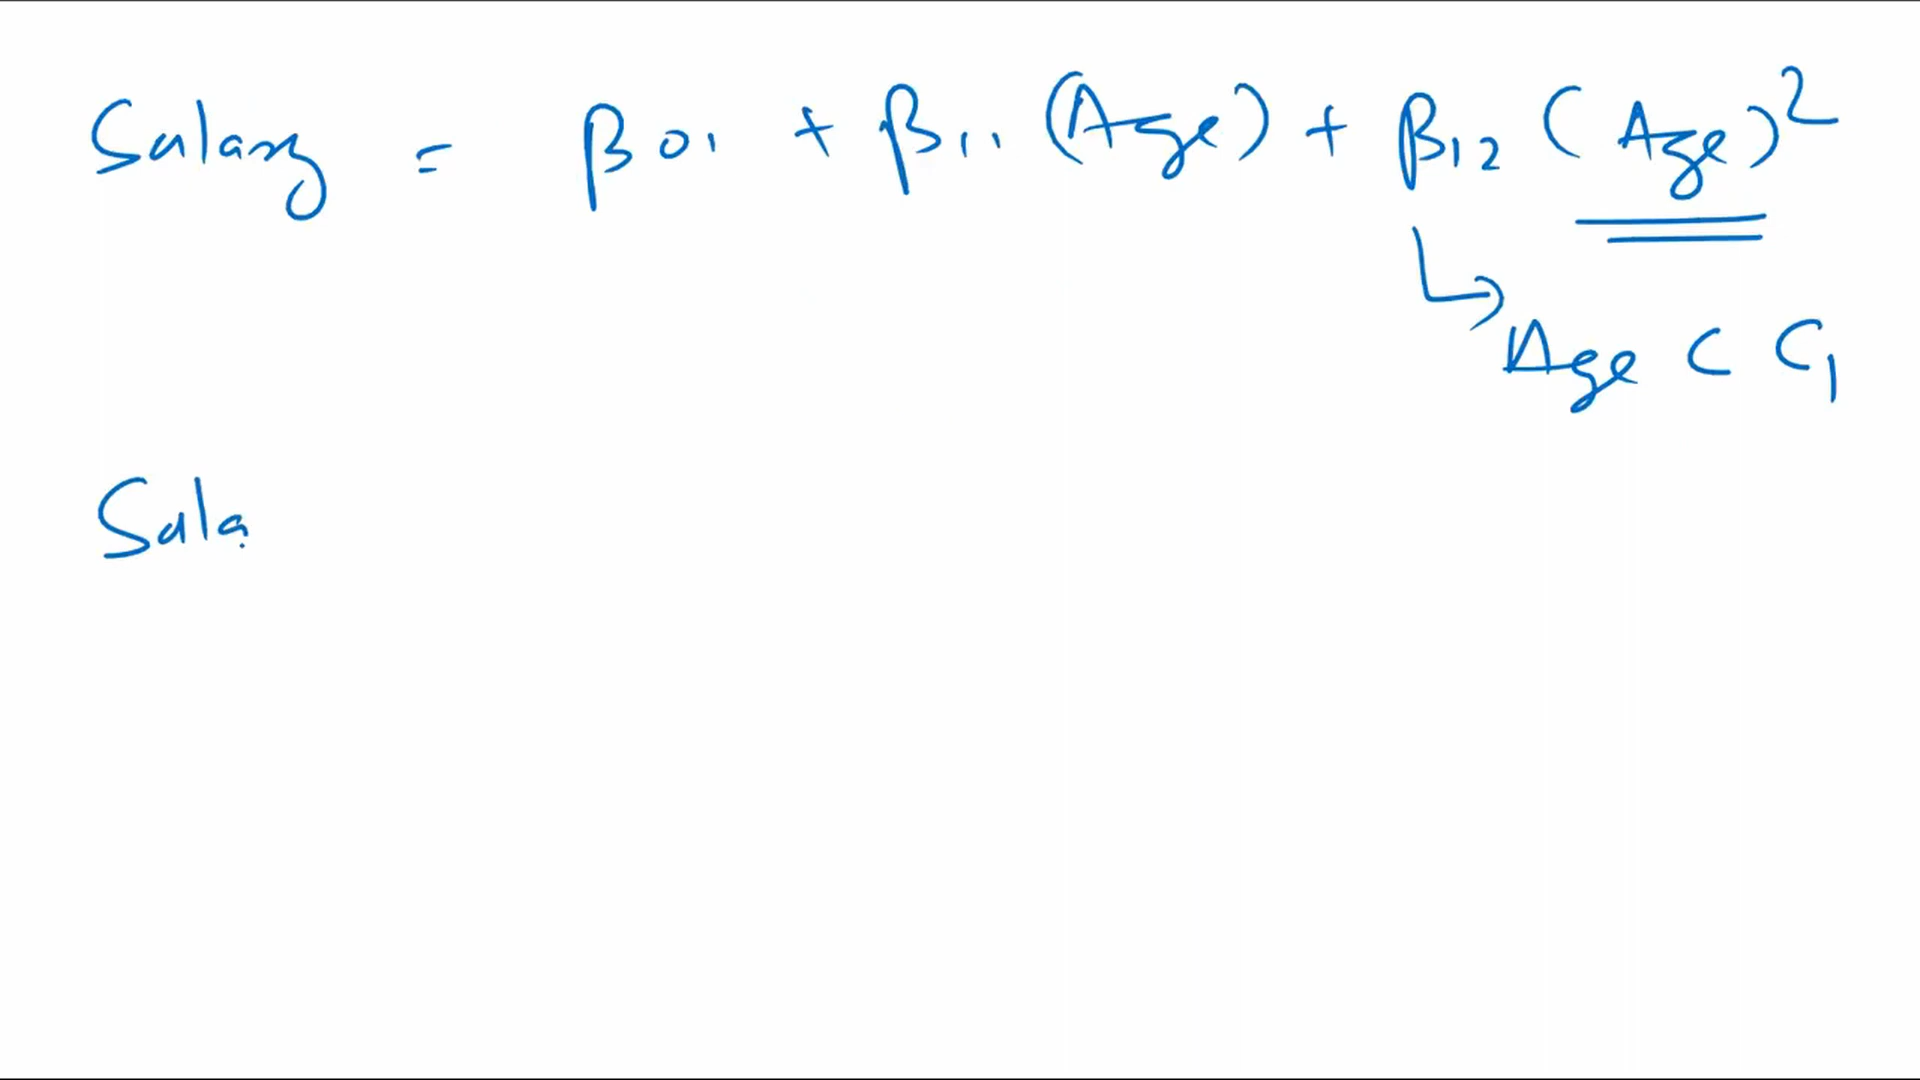 Salary = β01 + β11 (Age) + β12 (Age)²
Age < C1
Sala